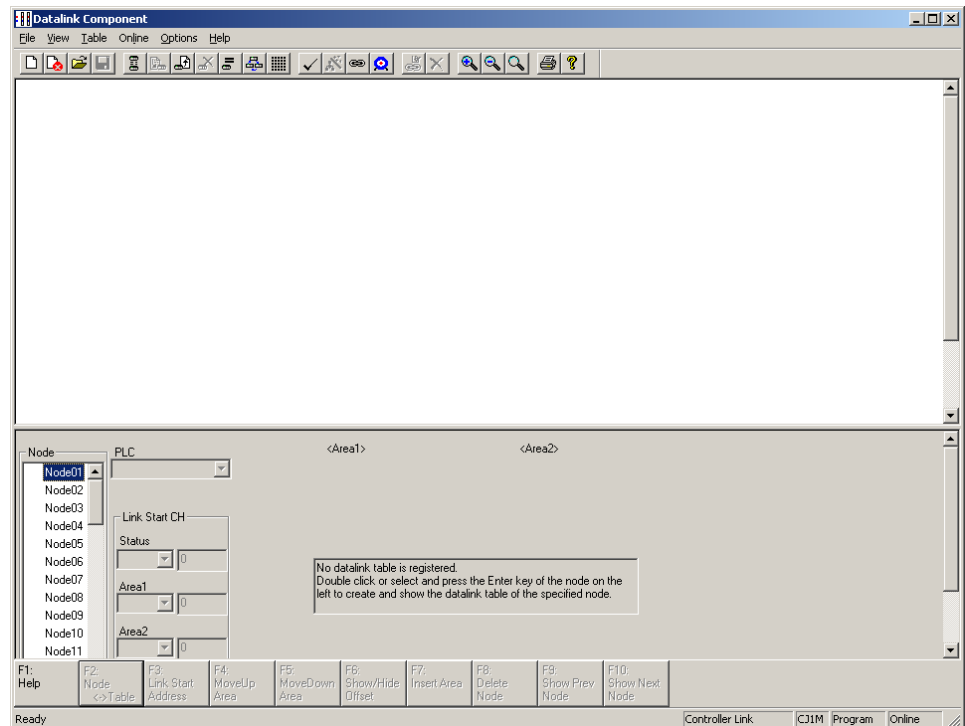 Datalink Component
File View Table Online Options Help
<Area1> <Area2>
Node PLC
Node01
Node02
Node03
Node04
Node05
Node06
Node07
Node08
Node09
Node10
Node11
Link Start CH
Status
0
Area1
0
Area2
0
No datalink table is registered.
Double click or select and press the Enter key of the node on the
left to create and show the datalink table of the specified node.
F1:
Help
F2:
Node
<->Table
F3:
Link Start
Address
F4:
MoveUp
Area
F5:
MoveDown
Area
F6:
Show/Hide
Offset
F7:
Insert Area
F8:
Delete
Node
F9:
Show Prev
Node
F10:
Show Next
Node
Ready Controller Link CJ1M Program Online